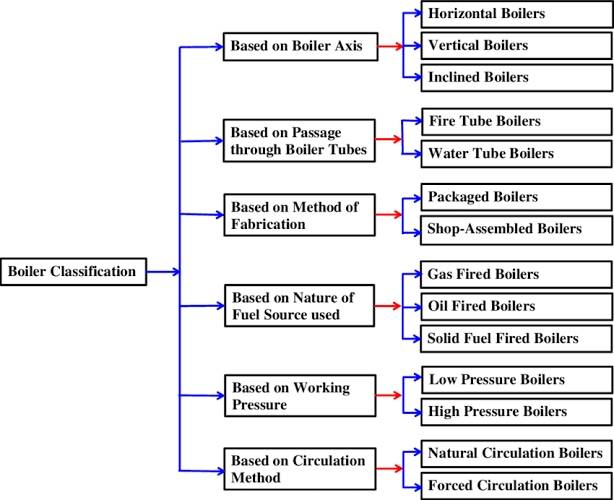 Boiler Classification
Based on Boiler Axis
Horizontal Boilers
Vertical Boilers
Inclined Boilers
Based on Passage
through Boiler Tubes
Fire Tube Boilers
Water Tube Boilers
Based on Method of
Fabrication
Packaged Boilers
Shop-Assembled Boilers
Based on Nature of
Fuel Source used
Gas Fired Boilers
Oil Fired Boilers
Solid Fuel Fired Boilers
Based on Working
Pressure
Low Pressure Boilers
High Pressure Boilers
Based on Circulation
Method
Natural Circulation Boilers
Forced Circulation Boilers